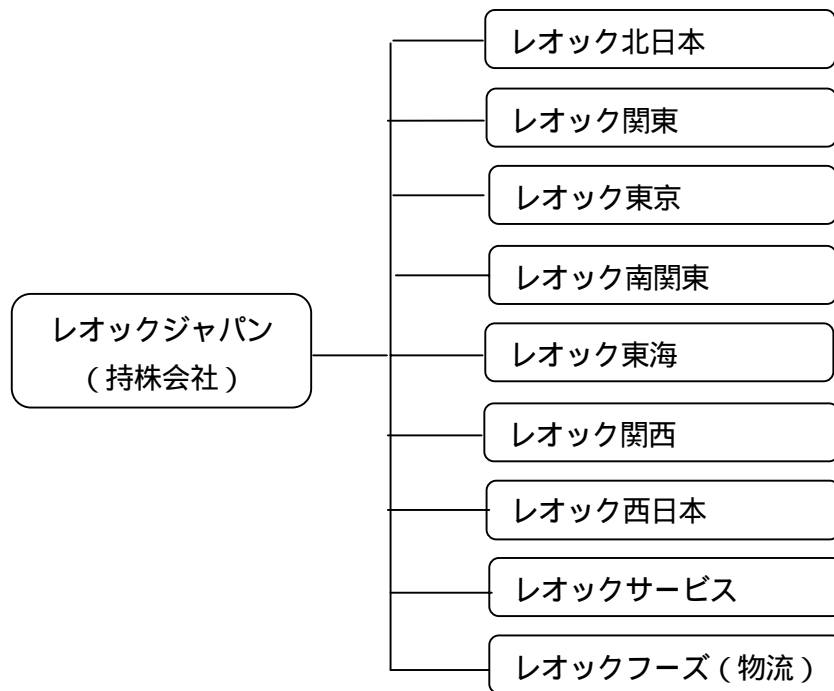 レオック北日本
レオック関東
レオック東京
レオック南関東
レオックジャパン
（持株会社）
レオック東海
レオック関西
レオック西日本
レオックサービス
レオックフーズ（物流）